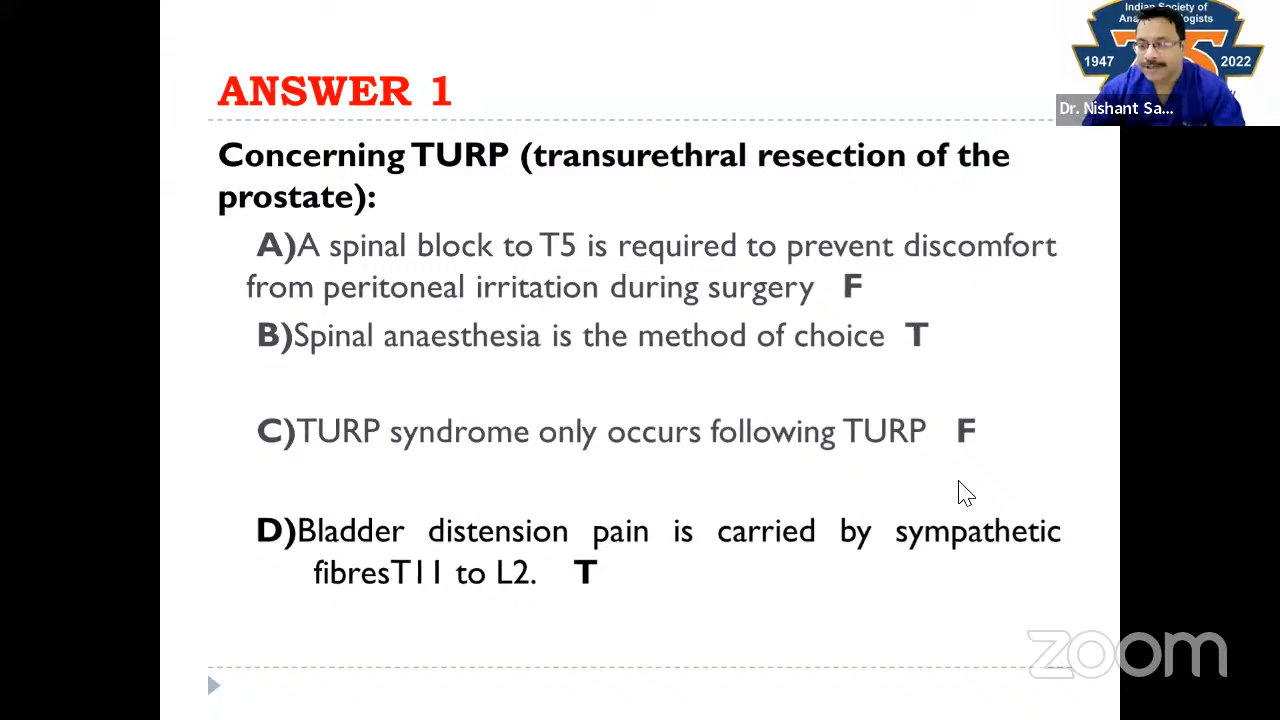 Indian Society of
Ana
logists
1947
2022
Dr. Nishant Sa...
ANSWER 1
Concerning TURP (transurethral resection of the
prostate):
A)A spinal block to T5 is required to prevent discomfort
from peritoneal irritation during surgery F
B)Spinal anaesthesia is the method of choice T
C)TURP syndrome only occurs following TURP F
D)Bladder distension pain is carried by sympathetic
fibresT11 to L2. T
zoom